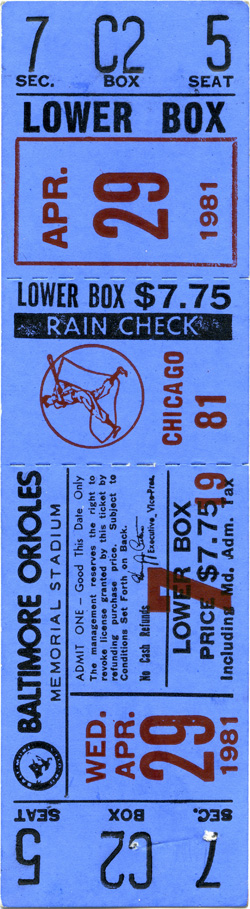 7 C2 5
SEC. BOX SEAT
LOWER BOX
APR.
29
1981
LOWER BOX $7.75
RAIN CHECK
CHICAGO
81
BALTIMORE ORIOLES
MEMORIAL STADIUM
ADMIT ONE — Good This Date Only
The management reserves the right to
revoke license granted by this ticket by
refunding purchase price. Subject to
Conditions Set Forth on Back.
Executive Vice-Pres.
No Cash Refunds
LOWER BOX
PRICE $7.75
Including Md. Adm. Tax
19
7
WED.
APR.
29
1981
SEC. BOX SEAT
7 C2 5